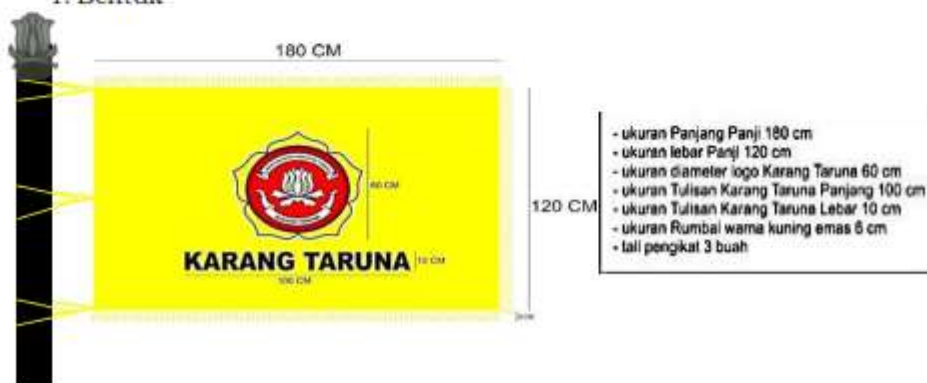 1. Bentuk
180 CM
60 CM
120 CM
KARANG TARUNA
10 CM
100 CM
- ukuran Panjang Panji 180 cm
- ukuran lebar Panji 120 cm
- ukuran diameter logo Karang Taruna 60 cm
- ukuran Tulisan Karang Taruna Panjang 100 cm
- ukuran Tulisan Karang Taruna Lebar 10 cm
- ukuran Rumbai warna kuning emas 6 cm
- tali pengikat 3 buah